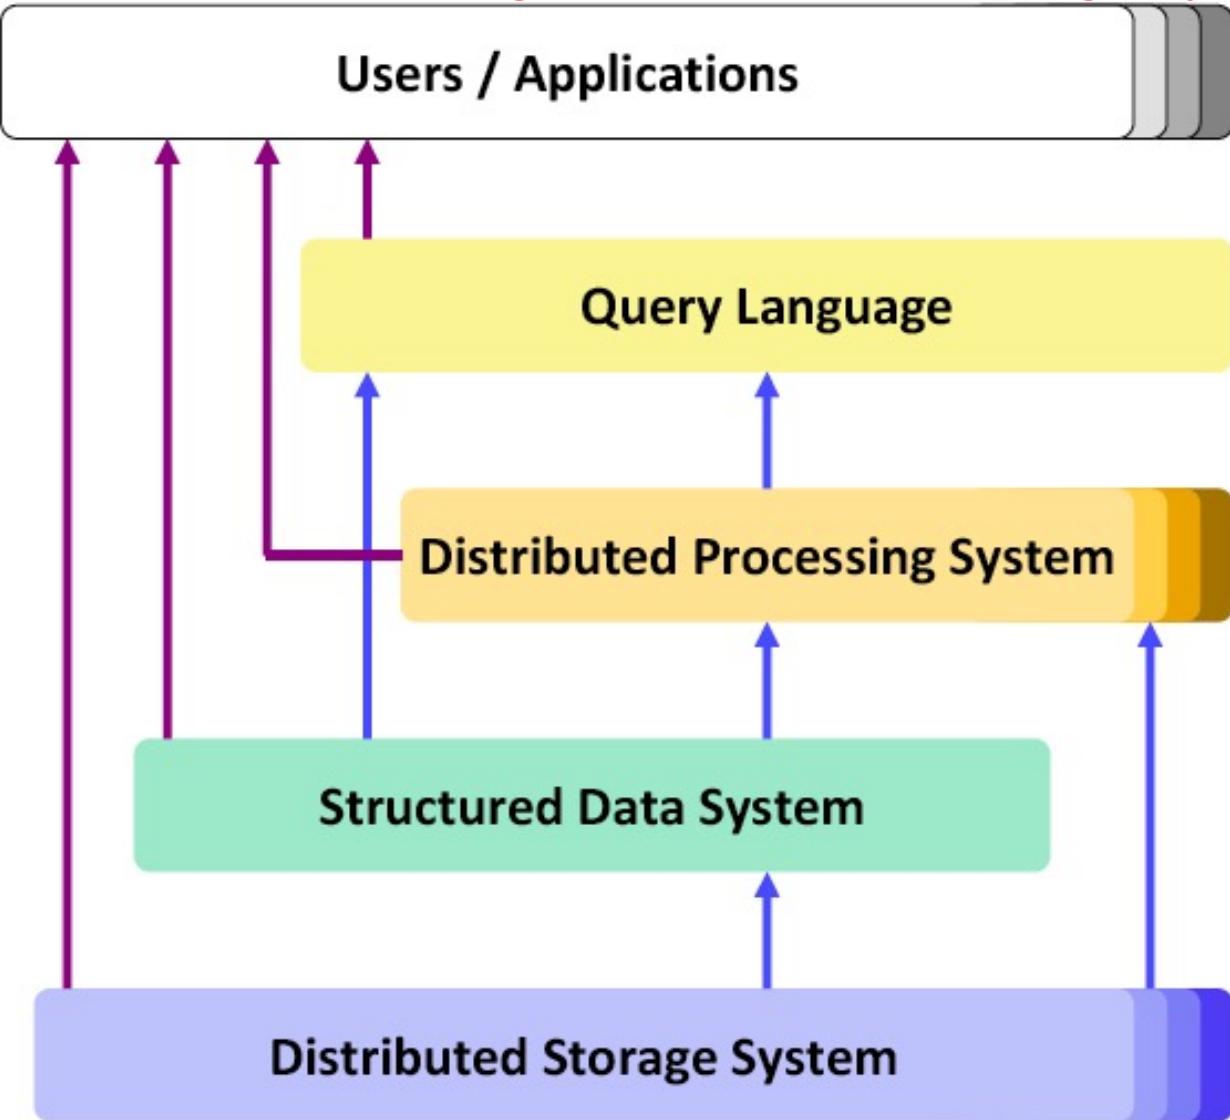 Users / Applications
Query Language
Distributed Processing System
Structured Data System
Distributed Storage System